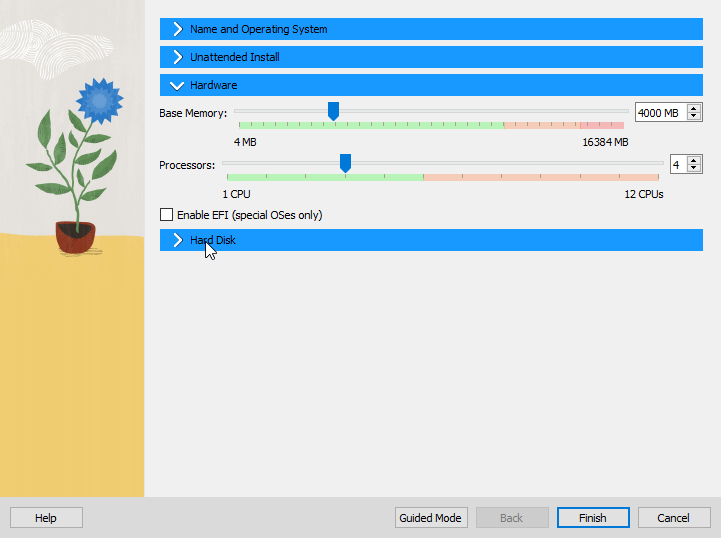 Name and Operating System
Unattended Install
Hardware
Base Memory: 4000 MB
4 MB 16384 MB
Processors: 4
1 CPU 12 CPUs
Enable EFI (special OSes only)
Hard Disk
Help Guided Mode Back Finish Cancel